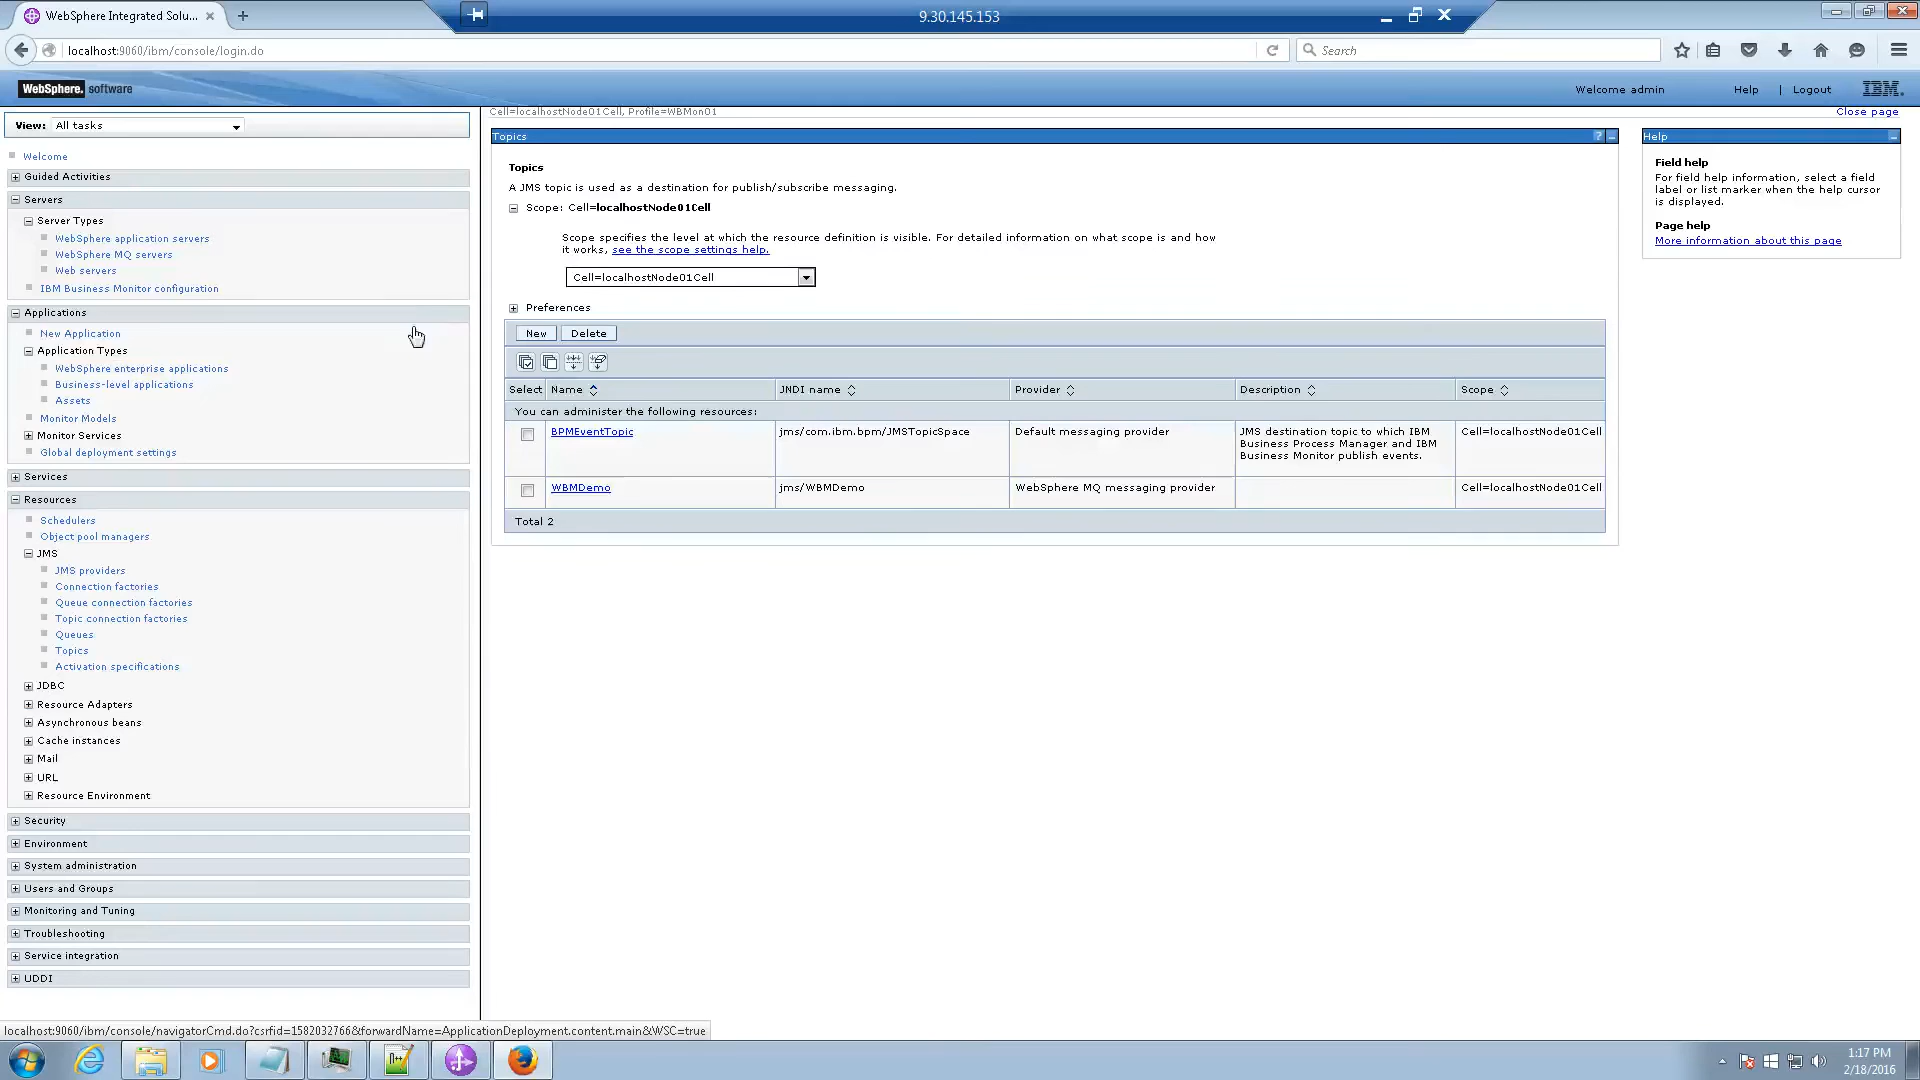 WebSphere Integrated Solu...
9.30.145.153
localhost:9060/ibm/console/login.do
Search
WebSphere. software
Welcome admin
Help | Logout
IBM.
Cell=localhostNode01Cell, Profile=WBMon01
Close page
View: All tasks
Welcome
Guided Activities
Servers
Server Types
WebSphere application servers
WebSphere MQ servers
Web servers
IBM Business Monitor configuration
Applications
New Application
Application Types
WebSphere enterprise applications
Business-level applications
Assets
Monitor Models
Monitor Services
Global deployment settings
Services
Resources
Schedulers
Object pool managers
JMS
JMS providers
Connection factories
Queue connection factories
Topic connection factories
Queues
Topics
Activation specifications
JDBC
Resource Adapters
Asynchronous beans
Cache instances
Mail
URL
Resource Environment
Security
Environment
System administration
Users and Groups
Monitoring and Tuning
Troubleshooting
Service integration
UDDI
Topics
?
Topics
A JMS topic is used as a destination for publish/subscribe messaging.
Scope: Cell=localhostNode01Cell
Scope specifies the level at which the resource definition is visible. For detailed information on what scope is and how
it works, see the scope settings help.
Cell=localhostNode01Cell
Preferences
New Delete
Select Name JNDI name Provider Description Scope
You can administer the following resources:
BPMEventTopic jms/com.ibm.bpm/JMSTopicSpace Default messaging provider JMS destination topic to which IBM Cell=localhostNode01Cell
Business Process Manager and IBM
Business Monitor publish events.
WBMDemo jms/WBMDemo WebSphere MQ messaging provider Cell=localhostNode01Cell
Total 2
Help
Field help
For field help information, select a field
label or list marker when the help cursor
is displayed.
Page help
More information about this page
localhost:9060/ibm/console/navigatorCmd.do?csrfid=1582032766&forwardName=ApplicationDeployment.content.main&WSC=true
1:17 PM
2/18/2016